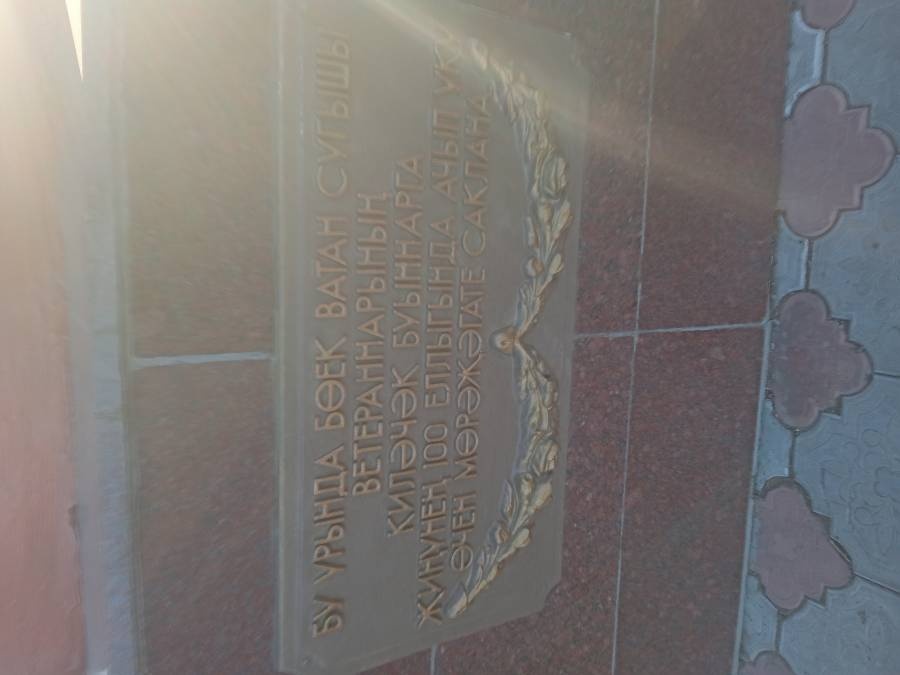 БУ УРЫНДА БӨЕК ВАТАН СУГЫШЫ
ВЕТЕРАННАРЫНЫҢ
КИЛӘЧӘК БУЫННАРГА
ҖИҢҮНЕҢ 100 ЕЛЛЫГЫНДА АЧЫП УКУ
ӨЧЕН МӨРӘҖӘГАТЕ САКЛАНА